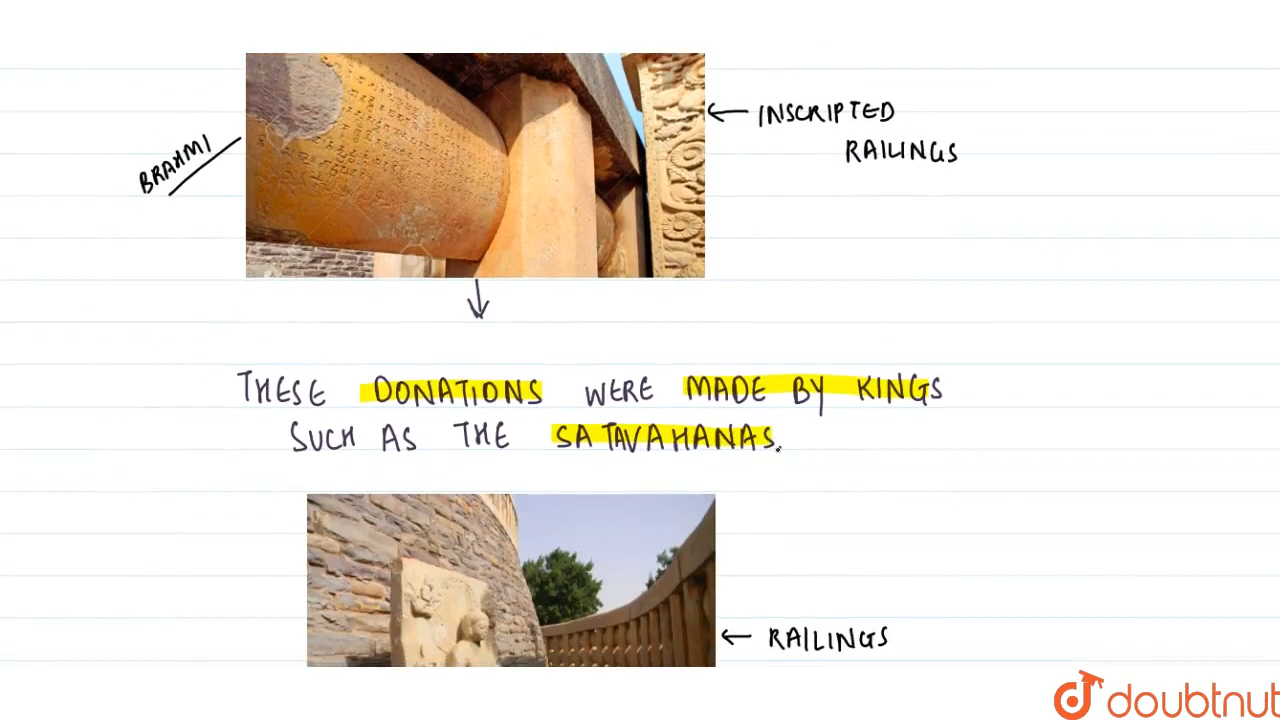 INSCRIPTED
RAILINGS
BRAHMI
THESE DONATIONS WERE MADE BY KINGS
SUCH AS THE SATAVAHANAS.
RAILINGS
doubtnut